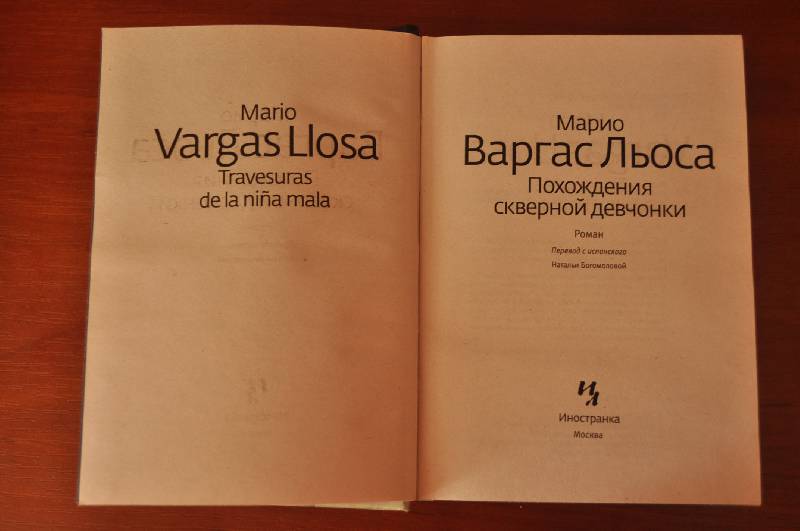 Mario
Vargas Llosa
Travesuras
de la niña mala
Марио
Варгас Льоса
Похождения
скверной девчонки
Роман
Перевод с испанского
Натальи Богомоловой
ИЛ
Иностранка
Москва